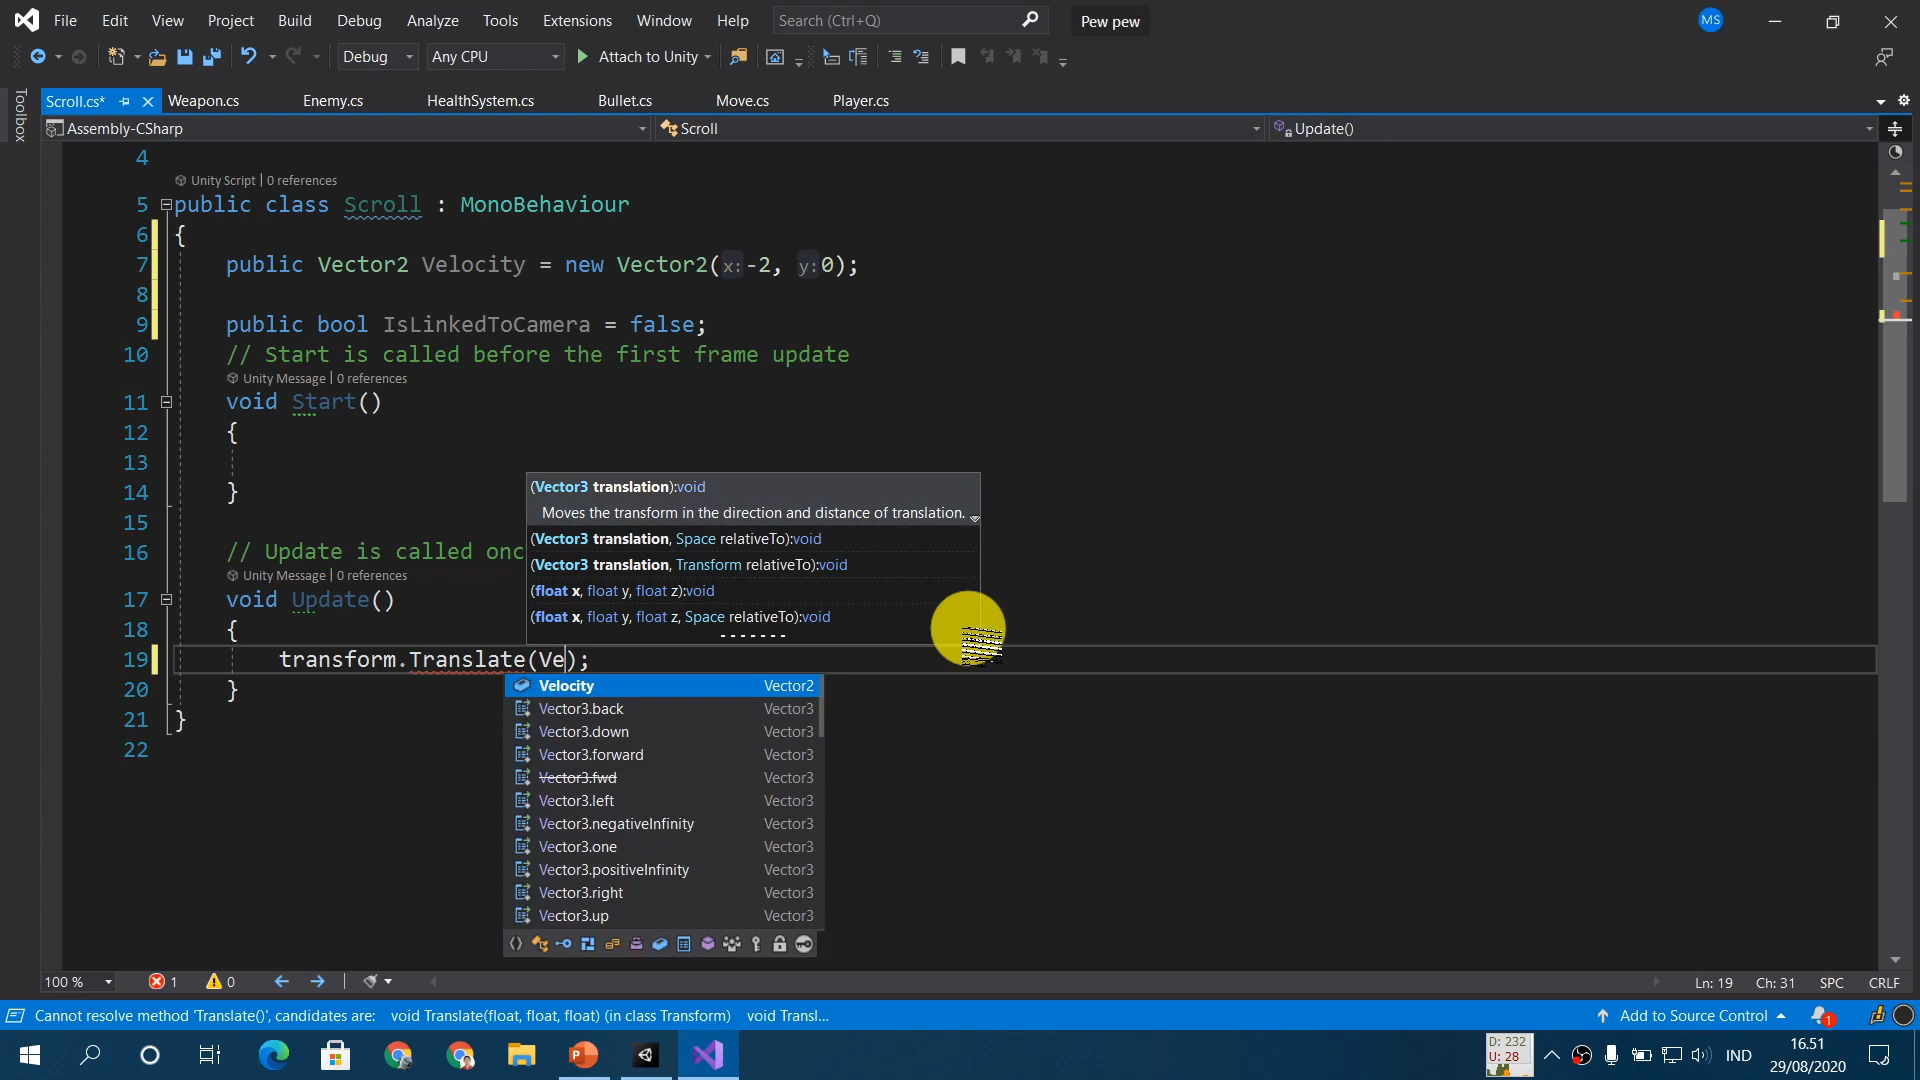 File Edit View Project Build Debug Analyze Tools Extensions Window Help Search (Ctrl+Q) Pew pew MS
Debug Any CPU Attach to Unity
Toolbox
Scroll.cs* Weapon.cs Enemy.cs HealthSystem.cs Bullet.cs Move.cs Player.cs
Assembly-CSharp Scroll Update()
4
Unity Script | 0 references
5 public class Scroll : MonoBehaviour
6 {
7 public Vector2 Velocity = new Vector2(x:-2, y:0);
8
9 public bool IsLinkedToCamera = false;
10 // Start is called before the first frame update
Unity Message | 0 references
11 void Start()
12 {
13
14 }
15
16 // Update is called onc
Unity Message | 0 references
17 void Update()
18 {
19 transform.Translate(Ve);
20 }
21 }
22
(Vector3 translation):void
Moves the transform in the direction and distance of translation.
(Vector3 translation, Space relativeTo):void
(Vector3 translation, Transform relativeTo):void
(float x, float y, float z):void
(float x, float y, float z, Space relativeTo):void
Velocity Vector2
Vector3.back Vector3
Vector3.down Vector3
Vector3.forward Vector3
Vector3.fwd Vector3
Vector3.left Vector3
Vector3.negativeInfinity Vector3
Vector3.one Vector3
Vector3.positiveInfinity Vector3
Vector3.right Vector3
Vector3.up Vector3
100 % 1 0 Ln: 19 Ch: 31 SPC CRLF
Cannot resolve method 'Translate()', candidates are: void Translate(float, float, float) (in class Transform) void Transl... Add to Source Control 1
D: 232
U: 28
IND
16.51
29/08/2020